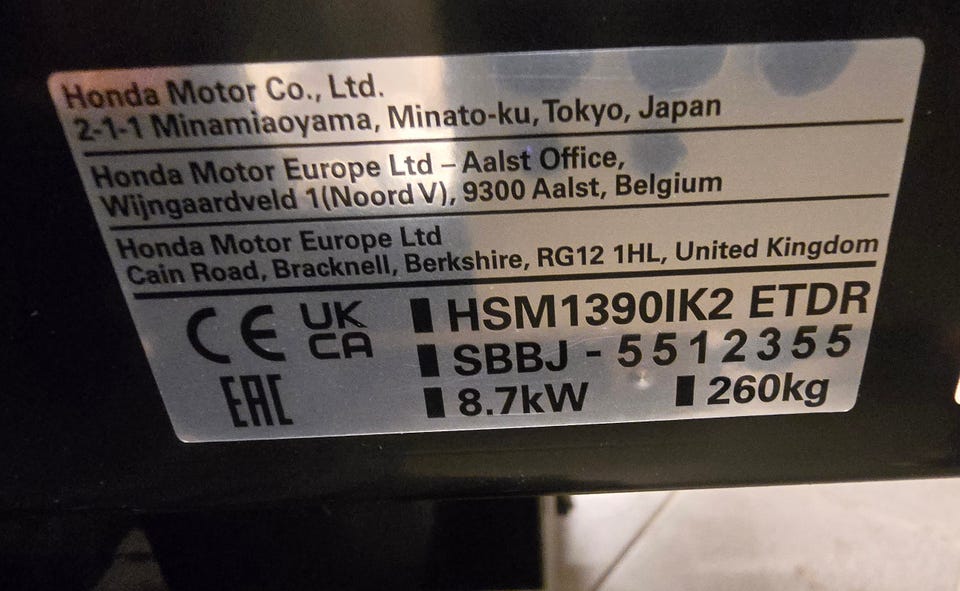 Honda Motor Co., Ltd.
2-1-1 Minamiaoyama, Minato-ku, Tokyo, Japan
Honda Motor Europe Ltd – Aalst Office,
Wijngaardveld 1(Noord V), 9300 Aalst, Belgium
Honda Motor Europe Ltd
Cain Road, Bracknell, Berkshire, RG12 1HL, United Kingdom
CE UK CA HSM1390IK2 ETDR
SBBJ - 5512355
EAC 8.7kW 260kg